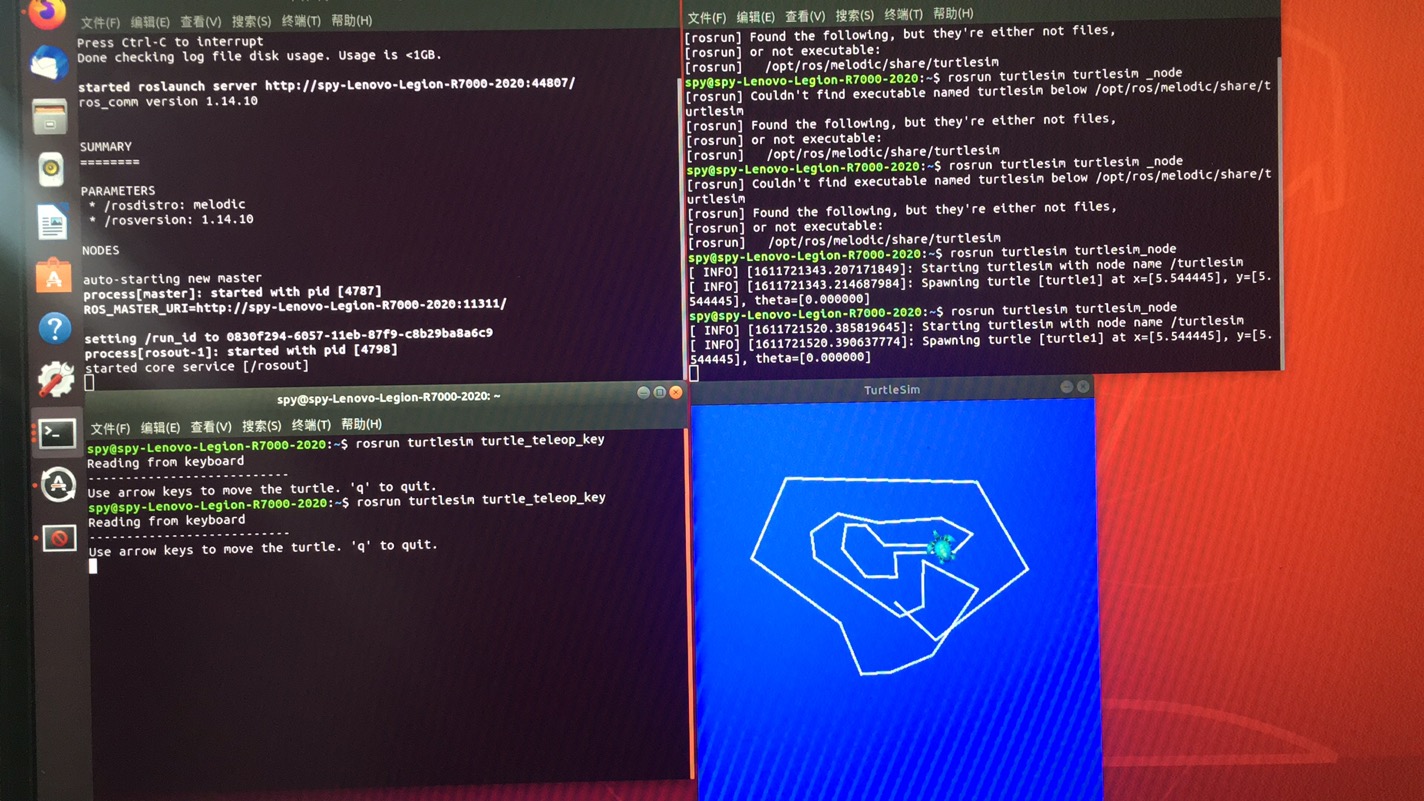 文件(F) 编辑(E) 查看(V) 搜索(S) 终端(T) 帮助(H)
Press Ctrl-C to interrupt
Done checking log file disk usage. Usage is <1GB.
started roslaunch server http://spy-Lenovo-Legion-R7000-2020:44807/
ros_comm version 1.14.10
SUMMARY
========
PARAMETERS
* /rosdistro: melodic
* /rosversion: 1.14.10
NODES
auto-starting new master
process[master]: started with pid [4787]
ROS_MASTER_URI=http://spy-Lenovo-Legion-R7000-2020:11311/
setting /run_id to 0830f294-6057-11eb-87f9-c8b29ba8a6c9
process[rosout-1]: started with pid [4798]
started core service [/rosout]
文件(F) 编辑(E) 查看(V) 搜索(S) 终端(T) 帮助(H)
[rosrun] Found the following, but they're either not files,
[rosrun] or not executable:
[rosrun]   /opt/ros/melodic/share/turtlesim
spy@spy-Lenovo-Legion-R7000-2020:~$ rosrun turtlesim turtlesim _node
[rosrun] Couldn't find executable named turtlesim below /opt/ros/melodic/share/t
urtlesim
[rosrun] Found the following, but they're either not files,
[rosrun] or not executable:
[rosrun]   /opt/ros/melodic/share/turtlesim
spy@spy-Lenovo-Legion-R7000-2020:~$ rosrun turtlesim turtlesim _node
[rosrun] Couldn't find executable named turtlesim below /opt/ros/melodic/share/t
urtlesim
[rosrun] Found the following, but they're either not files,
[rosrun] or not executable:
[rosrun]   /opt/ros/melodic/share/turtlesim
spy@spy-Lenovo-Legion-R7000-2020:~$ rosrun turtlesim turtlesim_node
[ INFO] [1611721343.207171849]: Starting turtlesim with node name /turtlesim
[ INFO] [1611721343.214687984]: Spawning turtle [turtle1] at x=[5.544445], y=[5.
544445], theta=[0.000000]
spy@spy-Lenovo-Legion-R7000-2020:~$ rosrun turtlesim turtlesim_node
[ INFO] [1611721520.385819645]: Starting turtlesim with node name /turtlesim
[ INFO] [1611721520.390637774]: Spawning turtle [turtle1] at x=[5.544445], y=[5.
544445], theta=[0.000000]
spy@spy-Lenovo-Legion-R7000-2020: ~
文件(F) 编辑(E) 查看(V) 搜索(S) 终端(T) 帮助(H)
spy@spy-Lenovo-Legion-R7000-2020:~$ rosrun turtlesim turtle_teleop_key
Reading from keyboard
---------------------------
Use arrow keys to move the turtle. 'q' to quit.
spy@spy-Lenovo-Legion-R7000-2020:~$ rosrun turtlesim turtle_teleop_key
Reading from keyboard
---------------------------
Use arrow keys to move the turtle. 'q' to quit.
TurtleSim